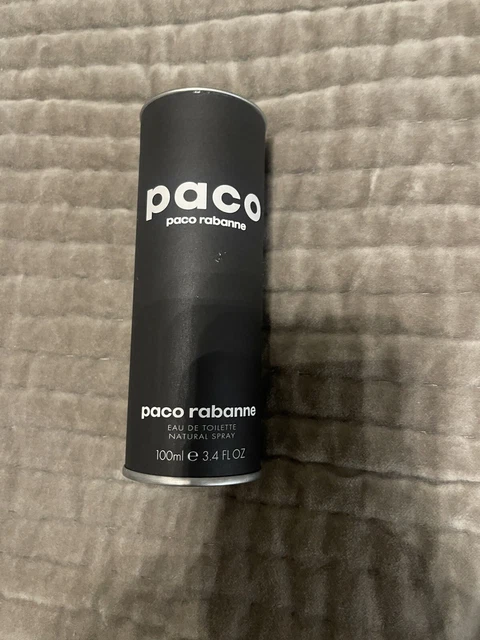 paco
paco rabanne
paco rabanne
EAU DE TOILETTE
NATURAL SPRAY
100ml ℮ 3.4 FL OZ